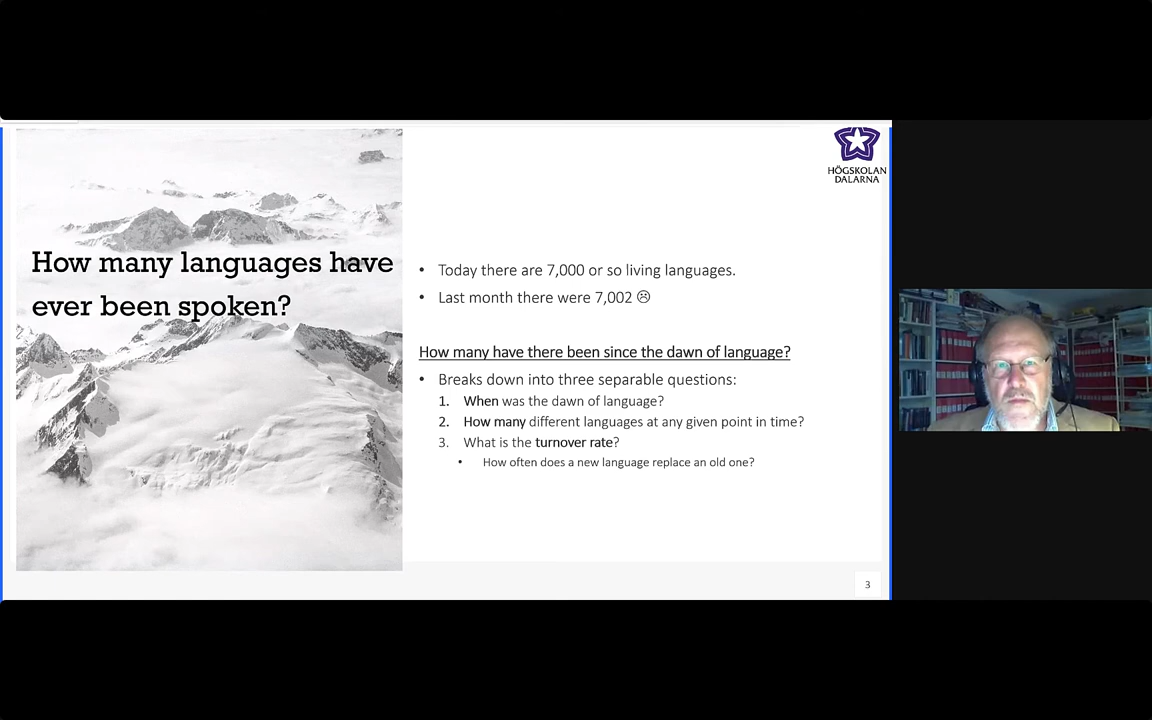 How many languages have
ever been spoken?
HÖGSKOLAN
DALARNA
• Today there are 7,000 or so living languages.
• Last month there were 7,002 ☹
How many have there been since the dawn of language?
• Breaks down into three separable questions:
1. When was the dawn of language?
2. How many different languages at any given point in time?
3. What is the turnover rate?
• How often does a new language replace an old one?
3